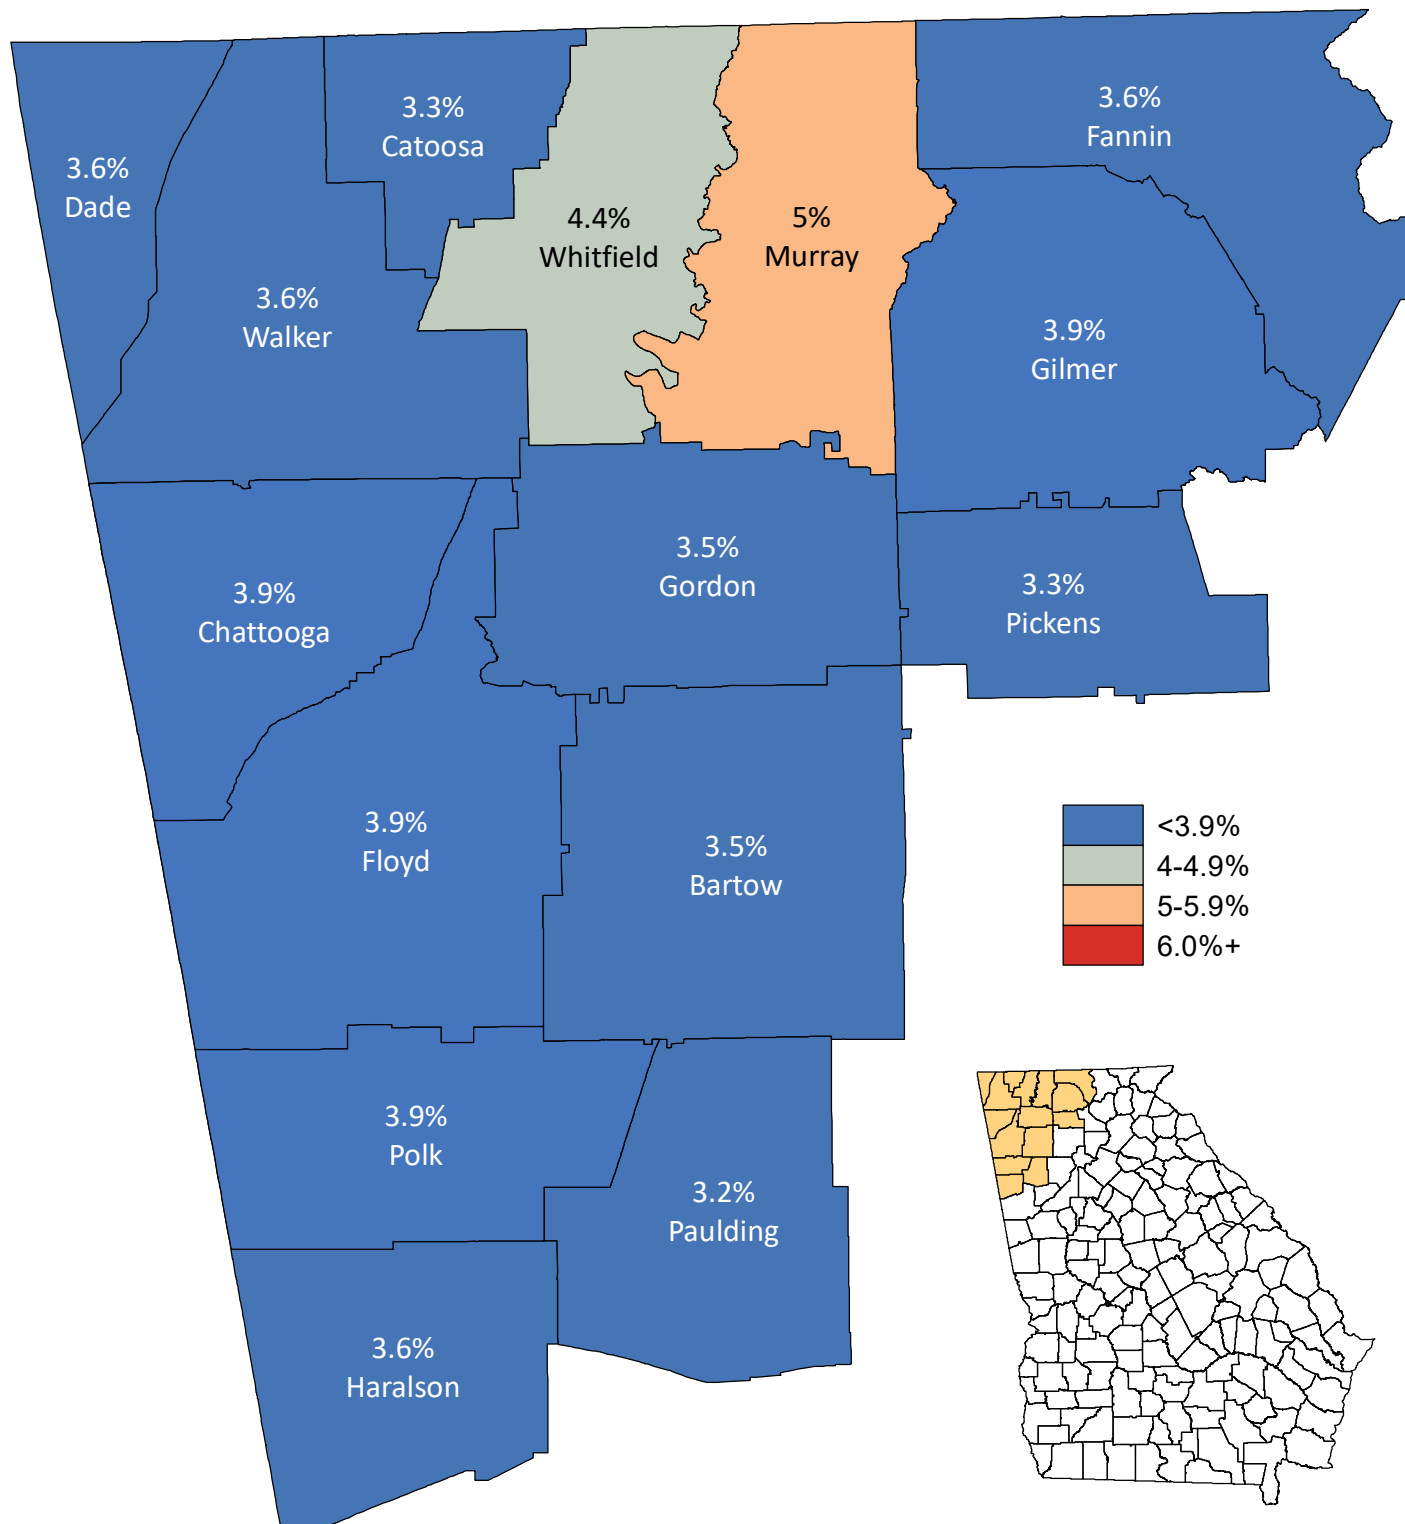 3.6%
Dade
3.3%
Catoosa
3.6%
Walker
4.4%
Whitfield
5%
Murray
3.6%
Fannin
3.9%
Gilmer
3.9%
Chattooga
3.5%
Gordon
3.3%
Pickens
3.9%
Floyd
3.5%
Bartow
3.9%
Polk
3.2%
Paulding
3.6%
Haralson
<3.9%
4-4.9%
5-5.9%
6.0%+